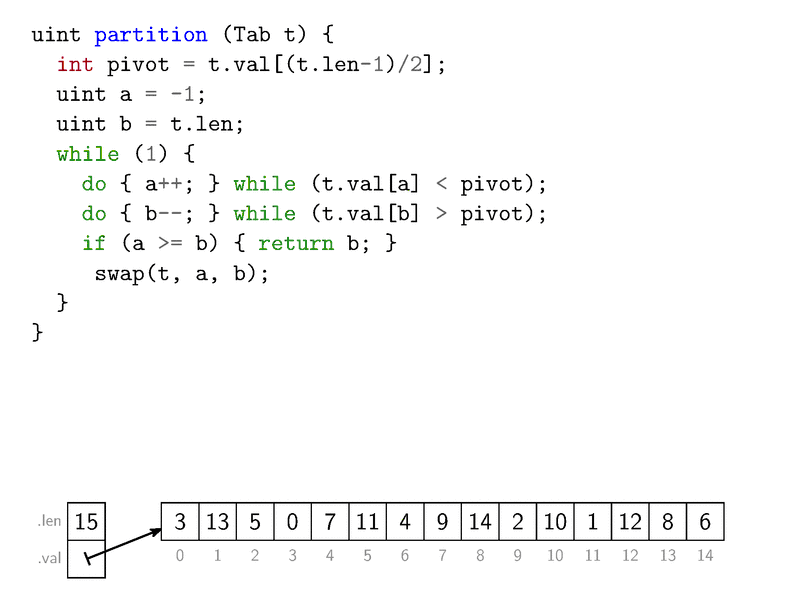 uint partition (Tab t) {
int pivot = t.val[(t.len-1)/2];
uint a = -1;
uint b = t.len;
while (1) {
do { a++; } while (t.val[a] < pivot);
do { b--; } while (t.val[b] > pivot);
if (a >= b) { return b; }
swap(t, a, b);
}
}
.len 15 3 13 5 0 7 11 4 9 14 2 10 1 12 8 6
.val 0 1 2 3 4 5 6 7 8 9 10 11 12 13 14